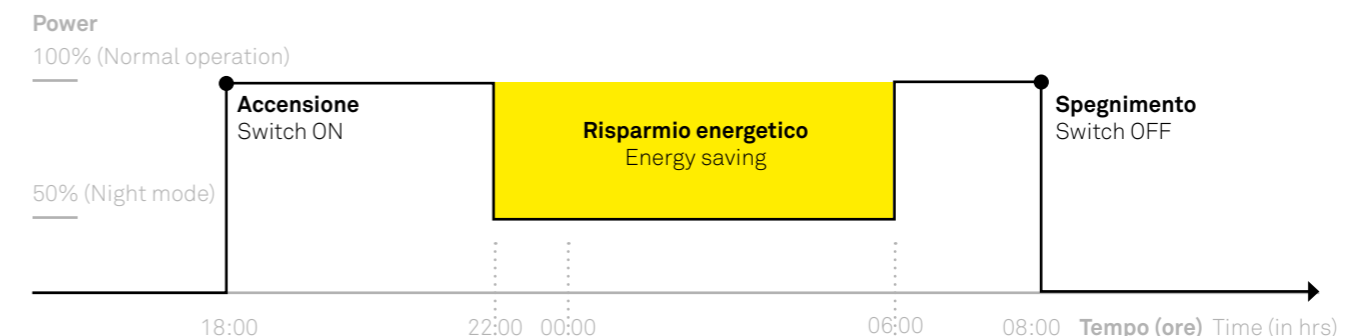 Power
100% (Normal operation)
Accensione
Switch ON
Risparmio energetico
Energy saving
Spegnimento
Switch OFF
50% (Night mode)
18:00 22:00 00:00 06:00 08:00 Tempo (ore) Time (in hrs)